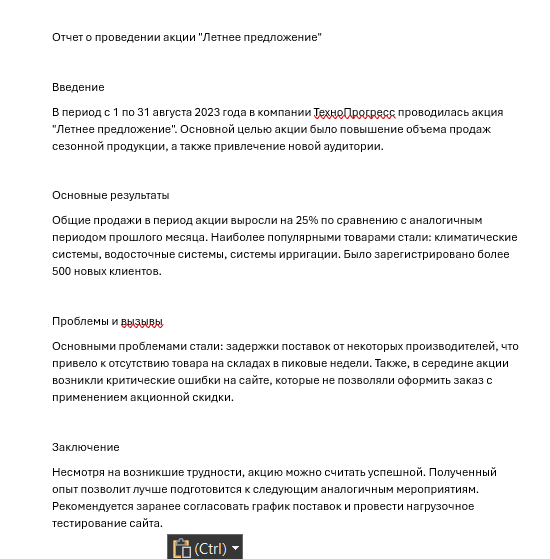 Отчет о проведении акции "Летнее предложение"
Введение
В период с 1 по 31 августа 2023 года в компании ТехноПрогресс проводилась акция
"Летнее предложение". Основной целью акции было повышение объема продаж
сезонной продукции, а также привлечение новой аудитории.
Основные результаты
Общие продажи в период акции выросли на 25% по сравнению с аналогичным
периодом прошлого месяца. Наиболее популярными товарами стали: климатические
системы, водосточные системы, системы ирригации. Было зарегистрировано более
500 новых клиентов.
Проблемы и вызывы
Основными проблемами стали: задержки поставок от некоторых производителей, что
привело к отсутствию товара на складах в пиковые недели. Также, в середине акции
возникли критические ошибки на сайте, которые не позволяли оформить заказ с
применением акционной скидки.
Заключение
Несмотря на возникшие трудности, акцию можно считать успешной. Полученный
опыт позволит лучше подготовится к следующим аналогичным мероприятиям.
Рекомендуется заранее согласовать график поставок и провести нагрузочное
тестирование сайта.
(Ctrl)